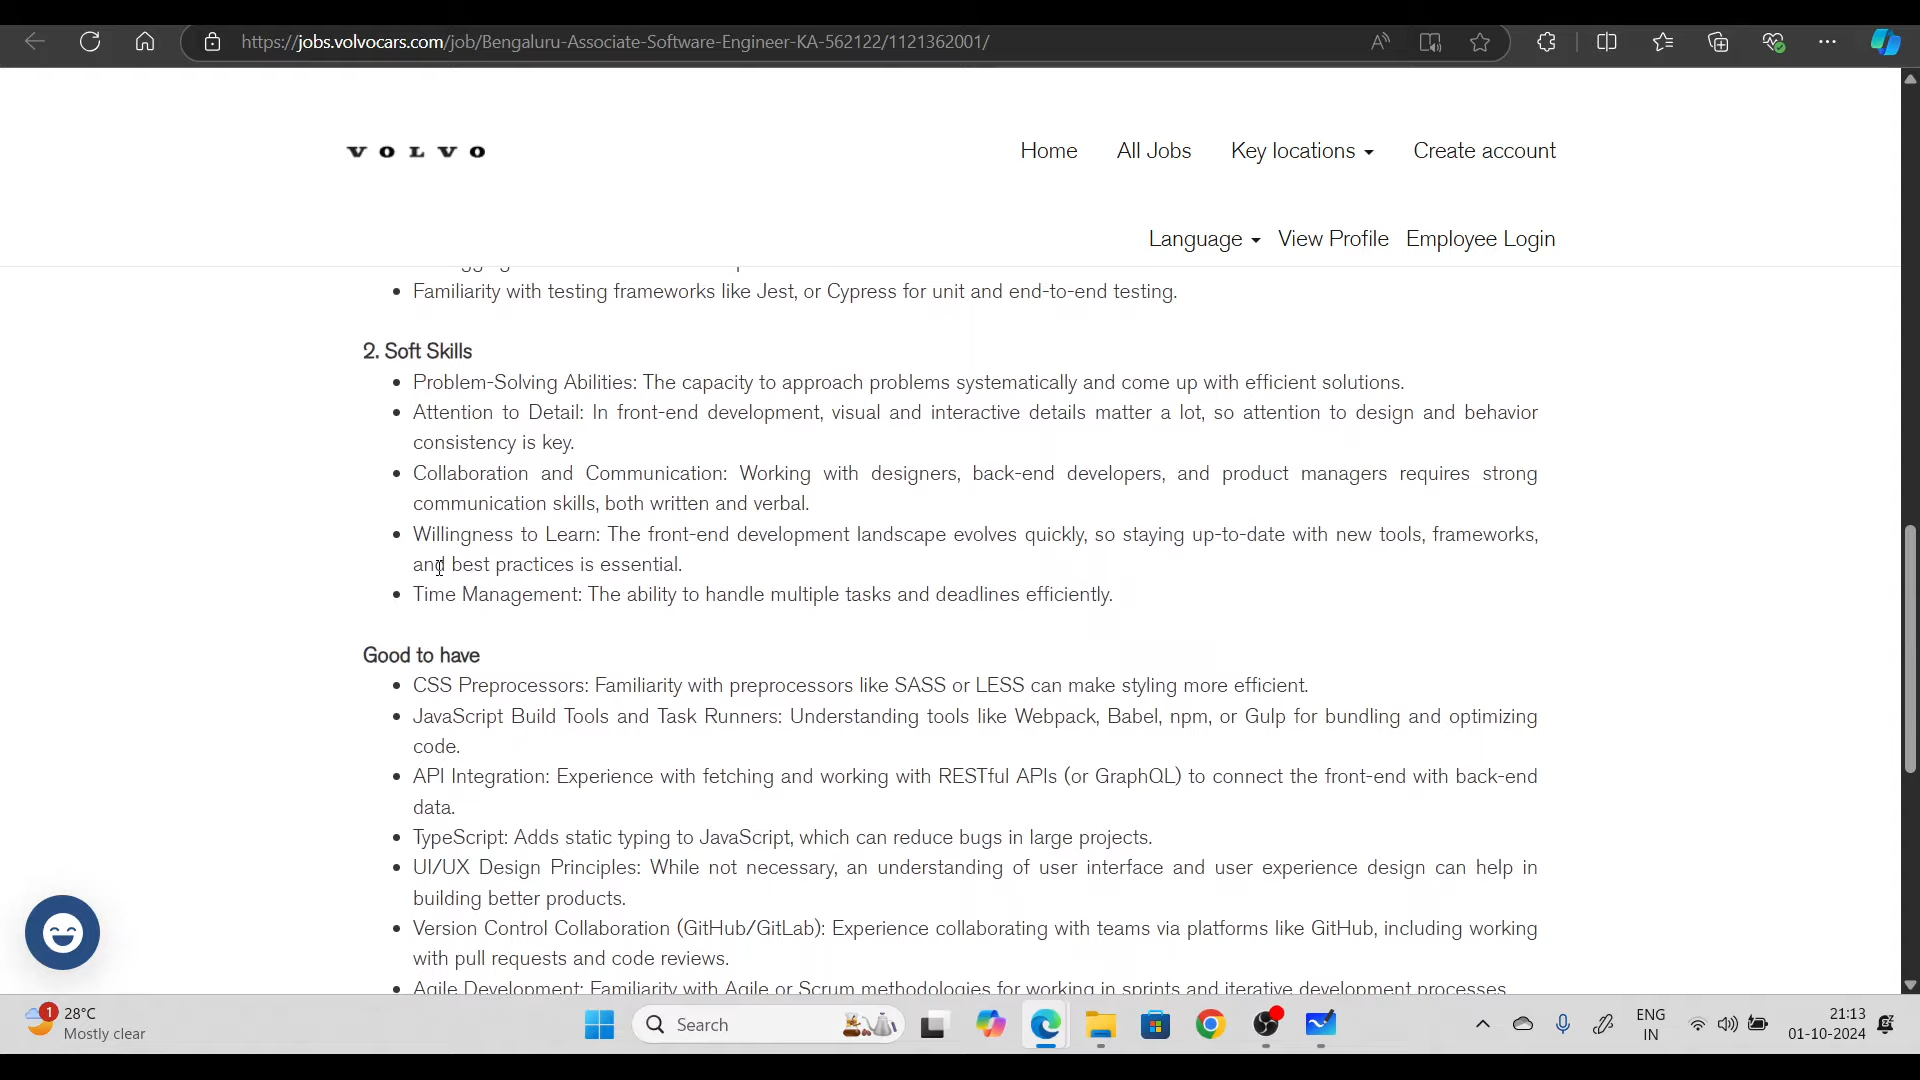 https://jobs.volvocars.com/job/Bengaluru-Associate-Software-Engineer-KA-562122/1121362001/
VOLVO
Home All Jobs Key locations Create account
Language View Profile Employee Login
• Familiarity with testing frameworks like Jest, or Cypress for unit and end-to-end testing.
2. Soft Skills
• Problem-Solving Abilities: The capacity to approach problems systematically and come up with efficient solutions.
• Attention to Detail: In front-end development, visual and interactive details matter a lot, so attention to design and behavior
consistency is key.
• Collaboration and Communication: Working with designers, back-end developers, and product managers requires strong
communication skills, both written and verbal.
• Willingness to Learn: The front-end development landscape evolves quickly, so staying up-to-date with new tools, frameworks,
and best practices is essential.
• Time Management: The ability to handle multiple tasks and deadlines efficiently.
Good to have
• CSS Preprocessors: Familiarity with preprocessors like SASS or LESS can make styling more efficient.
• JavaScript Build Tools and Task Runners: Understanding tools like Webpack, Babel, npm, or Gulp for bundling and optimizing
code.
• API Integration: Experience with fetching and working with RESTful APIs (or GraphQL) to connect the front-end with back-end
data.
• TypeScript: Adds static typing to JavaScript, which can reduce bugs in large projects.
• UI/UX Design Principles: While not necessary, an understanding of user interface and user experience design can help in
building better products.
• Version Control Collaboration (GitHub/GitLab): Experience collaborating with teams via platforms like GitHub, including working
with pull requests and code reviews.
• Agile Development: Familiarity with Agile or Scrum methodologies for working in sprints and iterative development processes.
1
28°C
Mostly clear
Search
ENG
IN
21:13
01-10-2024